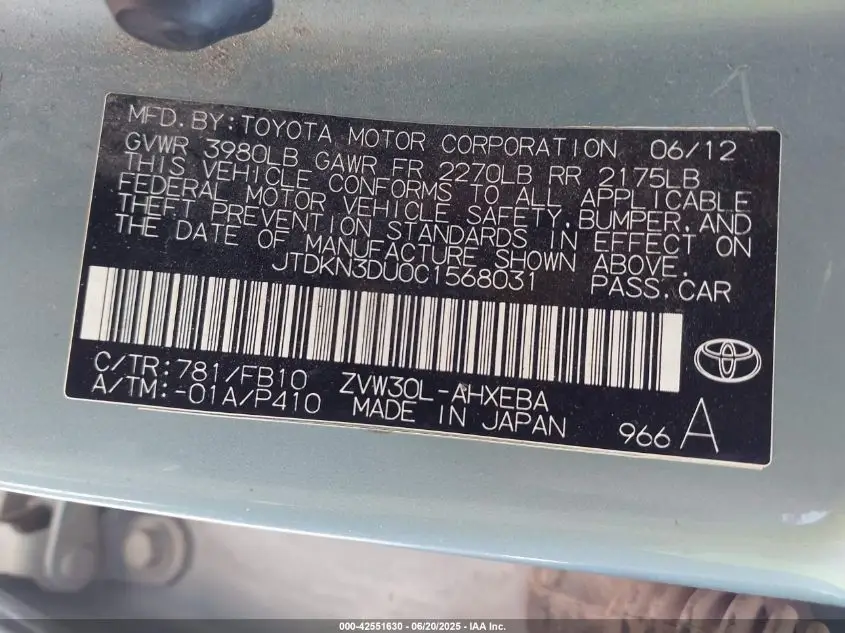 MFD. BY: TOYOTA MOTOR CORPORATION 06/12
GVWR 3980LB GAWR FR 2270LB RR 2175LB
THIS VEHICLE CONFORMS TO ALL APPLICABLE
FEDERAL MOTOR VEHICLE SAFETY, BUMPER, AND
THEFT PREVENTION STANDARDS IN EFFECT ON
THE DATE OF MANUFACTURE SHOWN ABOVE.
JTDKN3DU0C1568031 PASS. CAR
C/TR: 781/FB10 ZVW30L-AHXEBA
A/TM: -01A/P410 MADE IN JAPAN 966 A
000-42551630 - 06/20/2025 - IAA Inc.